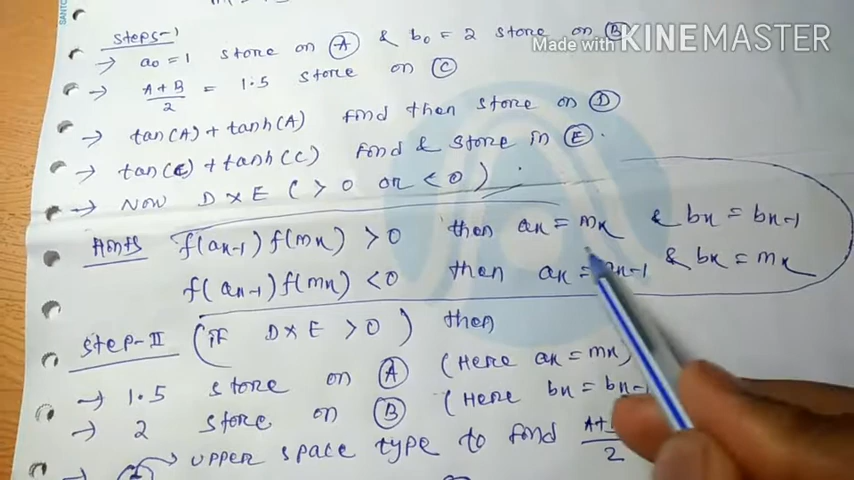 Made with KINEMASTER
Steps-1
→ a₀=1 store on Ⓐ & b₀=2 store on Ⓑ
→ A+B/2 = 1.5 store on Ⓒ
→ tan(A)+tanh(A) find then store on Ⓓ
→ tan(C)+tanh(C) find & store in Ⓔ.
→ Now D×E (>0 or <0)
Hints f(an-1) f(mn) >0 then an=mn & bn=bn-1
f(an-1) f(mn) <0 then an=an-1 & bn=mn
Step-II (if D×E >0) then
→ 1.5 store on Ⓐ (Here an=mn)
→ 2 store on Ⓑ (Here bn=bn-1
→ upper space type to find A+B/2